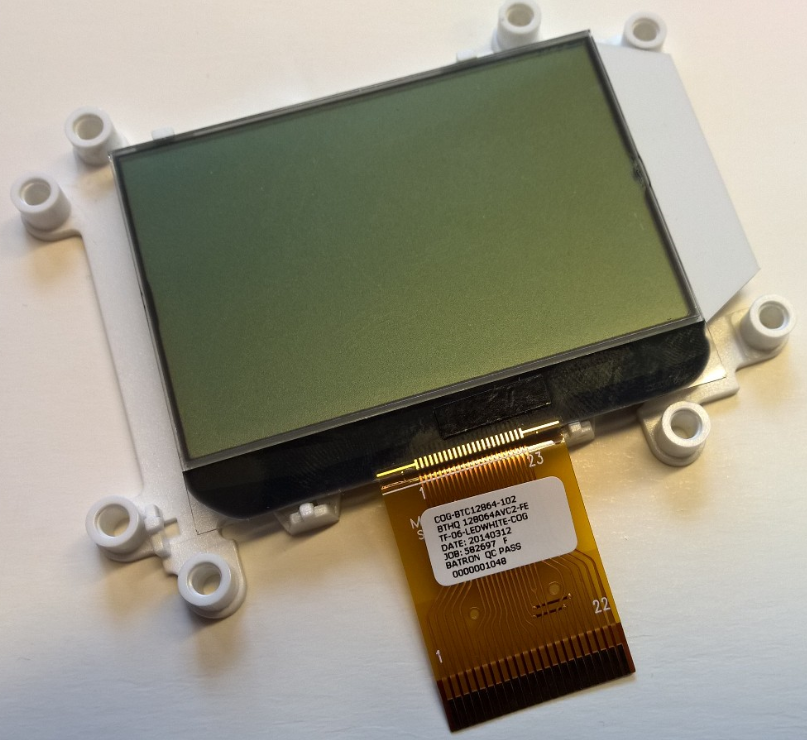 1
23
COG-BTC12864-102
BTHQ 128064AVC2-FE
TF-06-LEDWHITE-COG
DATE: 20140312
JOB: 582697 F
BATRON QC PASS
0000001048
1
22